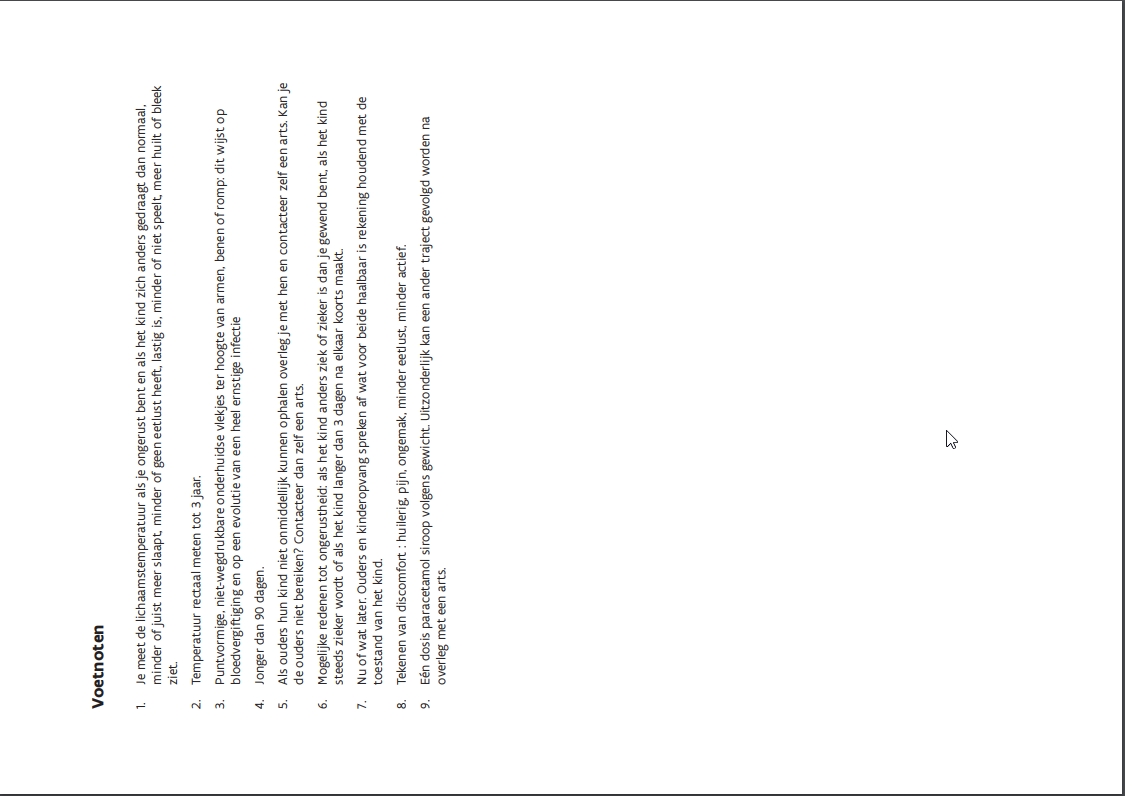 Voetnoten
1. Je meet de lichaamstemperatuur als je ongerust bent en als het kind zich anders gedraagt dan normaal,
minder of juist meer slaapt, minder of geen eetlust heeft, lastig is, minder of niet speelt, meer huilt of bleek
ziet.
2. Temperatuur rectaal meten tot 3 jaar.
3. Puntvormige, niet-wegdrukbare onderhuidse vlekjes ter hoogte van armen, benen of romp: dit wijst op
bloedvergiftiging en op een evolutie van een heel ernstige infectie
4. Jonger dan 90 dagen.
5. Als ouders hun kind niet onmiddellijk kunnen ophalen overleg je met hen en contacteer zelf een arts. Kan je
de ouders niet bereiken? Contacteer dan zelf een arts.
6. Mogelijke redenen tot ongerustheid: als het kind anders ziek of zieker is dan je gewend bent, als het kind
steeds zieker wordt of als het kind langer dan 3 dagen na elkaar koorts maakt.
7. Nu of wat later. Ouders en kinderopvang spreken af wat voor beide haalbaar is rekening houdend met de
toestand van het kind.
8. Tekenen van discomfort : huilerig, pijn, ongemak, minder eetlust, minder actief.
9. Eén dosis paracetamol siroop volgens gewicht. Uitzonderlijk kan een ander traject gevolgd worden na
overleg met een arts.